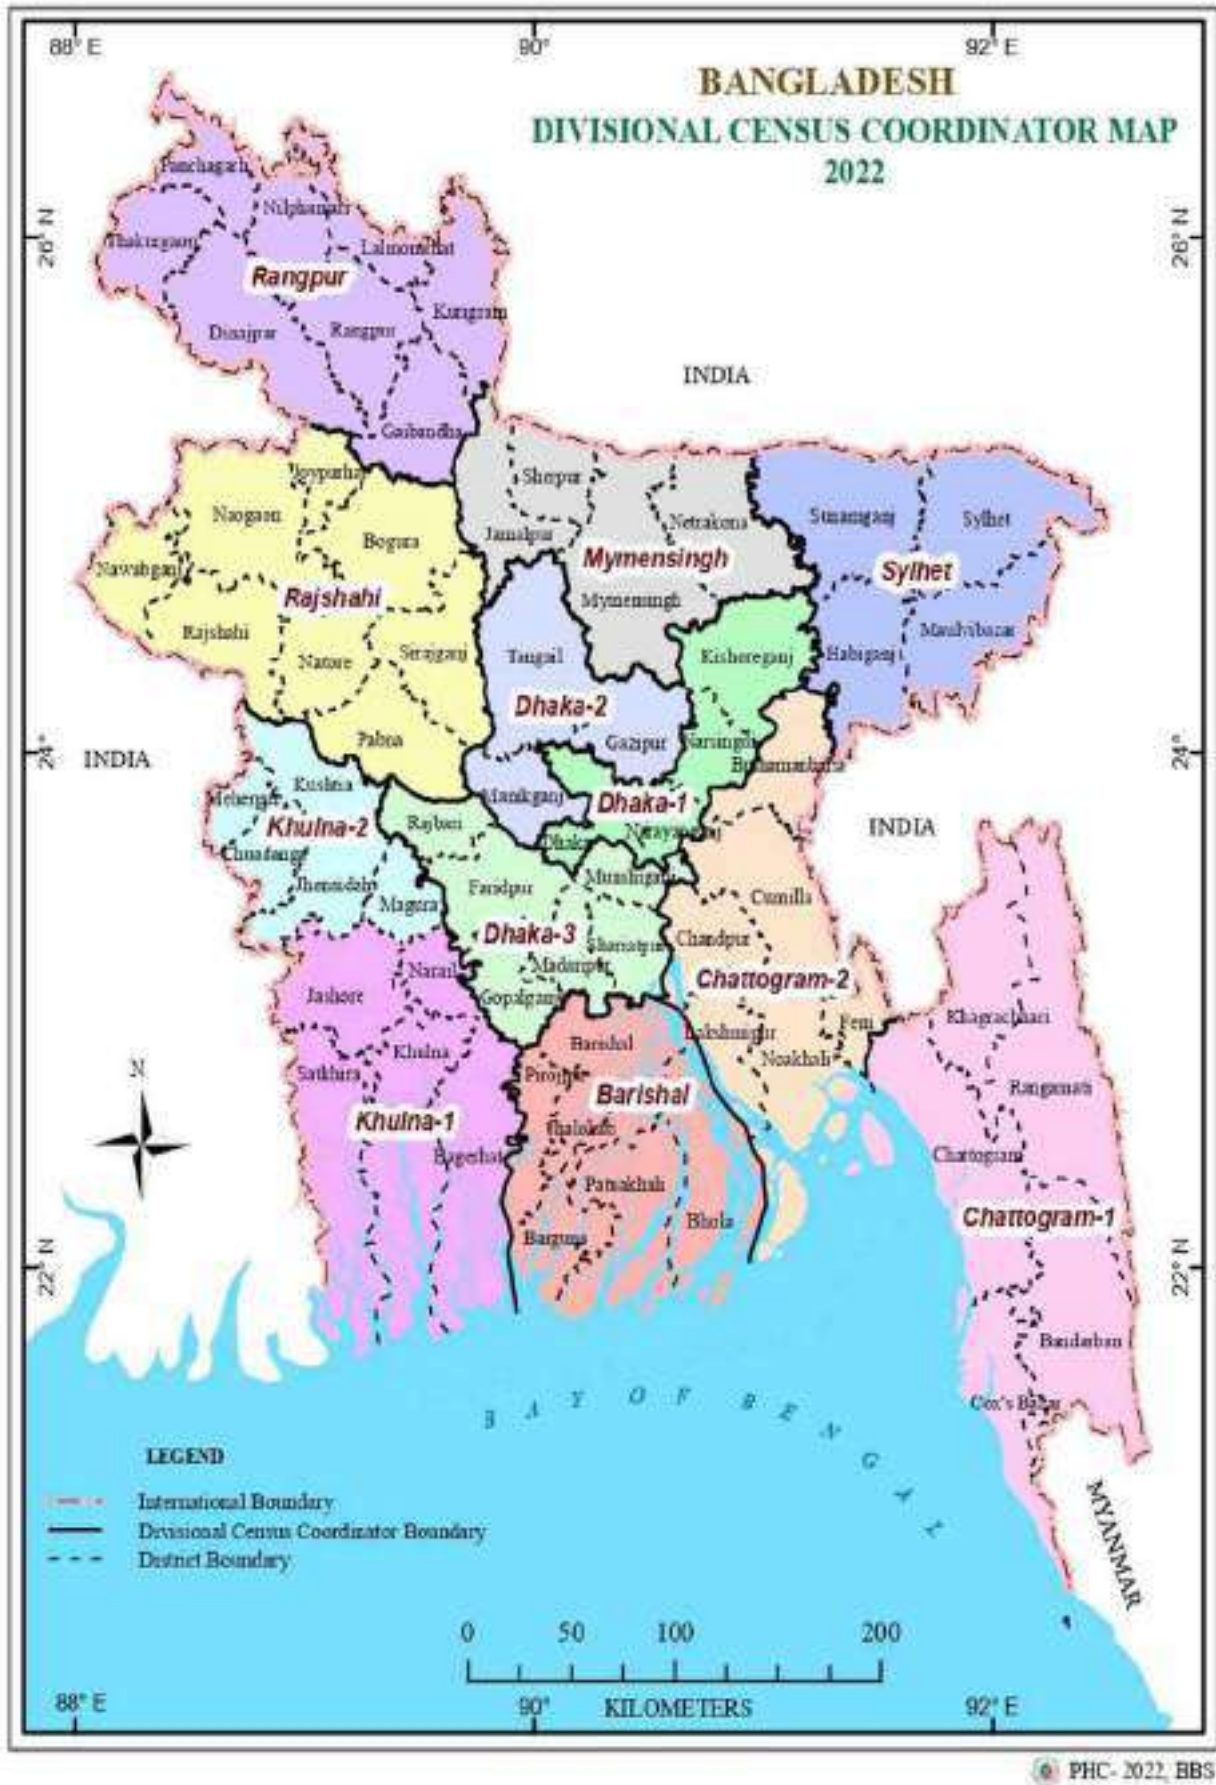 88° E 90° 92° E
BANGLADESH
DIVISIONAL CENSUS COORDINATOR MAP
2022
26° N
26° N
Panchagarh
Nilphamari
Thakurgaon
Lalmonirhat
Rangpur
Kurigram
Dinajpur
Rangpur
INDIA
Gaibandha
Joypurhat
Sherpur
Naogaon
Sunamganj
Sylhet
Netrakona
Jamalpur
Bogura
Mymensingh
Sylhet
Nawabganj
Rajshahi
Mymensingh
Rajshahi
Maulvibazar
Serajganj
Tangail
Kishoreganj
Habiganj
Natore
Dhaka-2
Pabna
Gazipur
Narsingdi
24°
24°
INDIA
Brahamanbaria
Kushtia
Meherpur
Manikganj
Dhaka-1
Khulna-2
Rajbari
Narayanganj
INDIA
Dhaka
Chuadanga
Jhenaidah
Faridpur
Munshiganj
Magura
Cumilla
Dhaka-3
Shariatpur
Chandpur
Madaripur
Narail
Chattogram-2
Jashore
Gopalganj
Khagrachhari
Feni
Lakshmipur
Barishal
Khulna
Noakhali
Satkhira
Pirojpur
Rangamati
Barishal
N
Khulna-1
Jhalokati
Bagerhat
Chattogram
Patuakhali
Chattogram-1
Bhola
Barguna
22° N
22° N
Bandarban
BAY OF BENGAL
Cox's Bazar
MYANMAR
LEGEND
International Boundary
Divisional Census Coordinator Boundary
District Boundary
0 50 100 200
KILOMETERS
88° E 90° 92° E
PHC- 2022, BBS